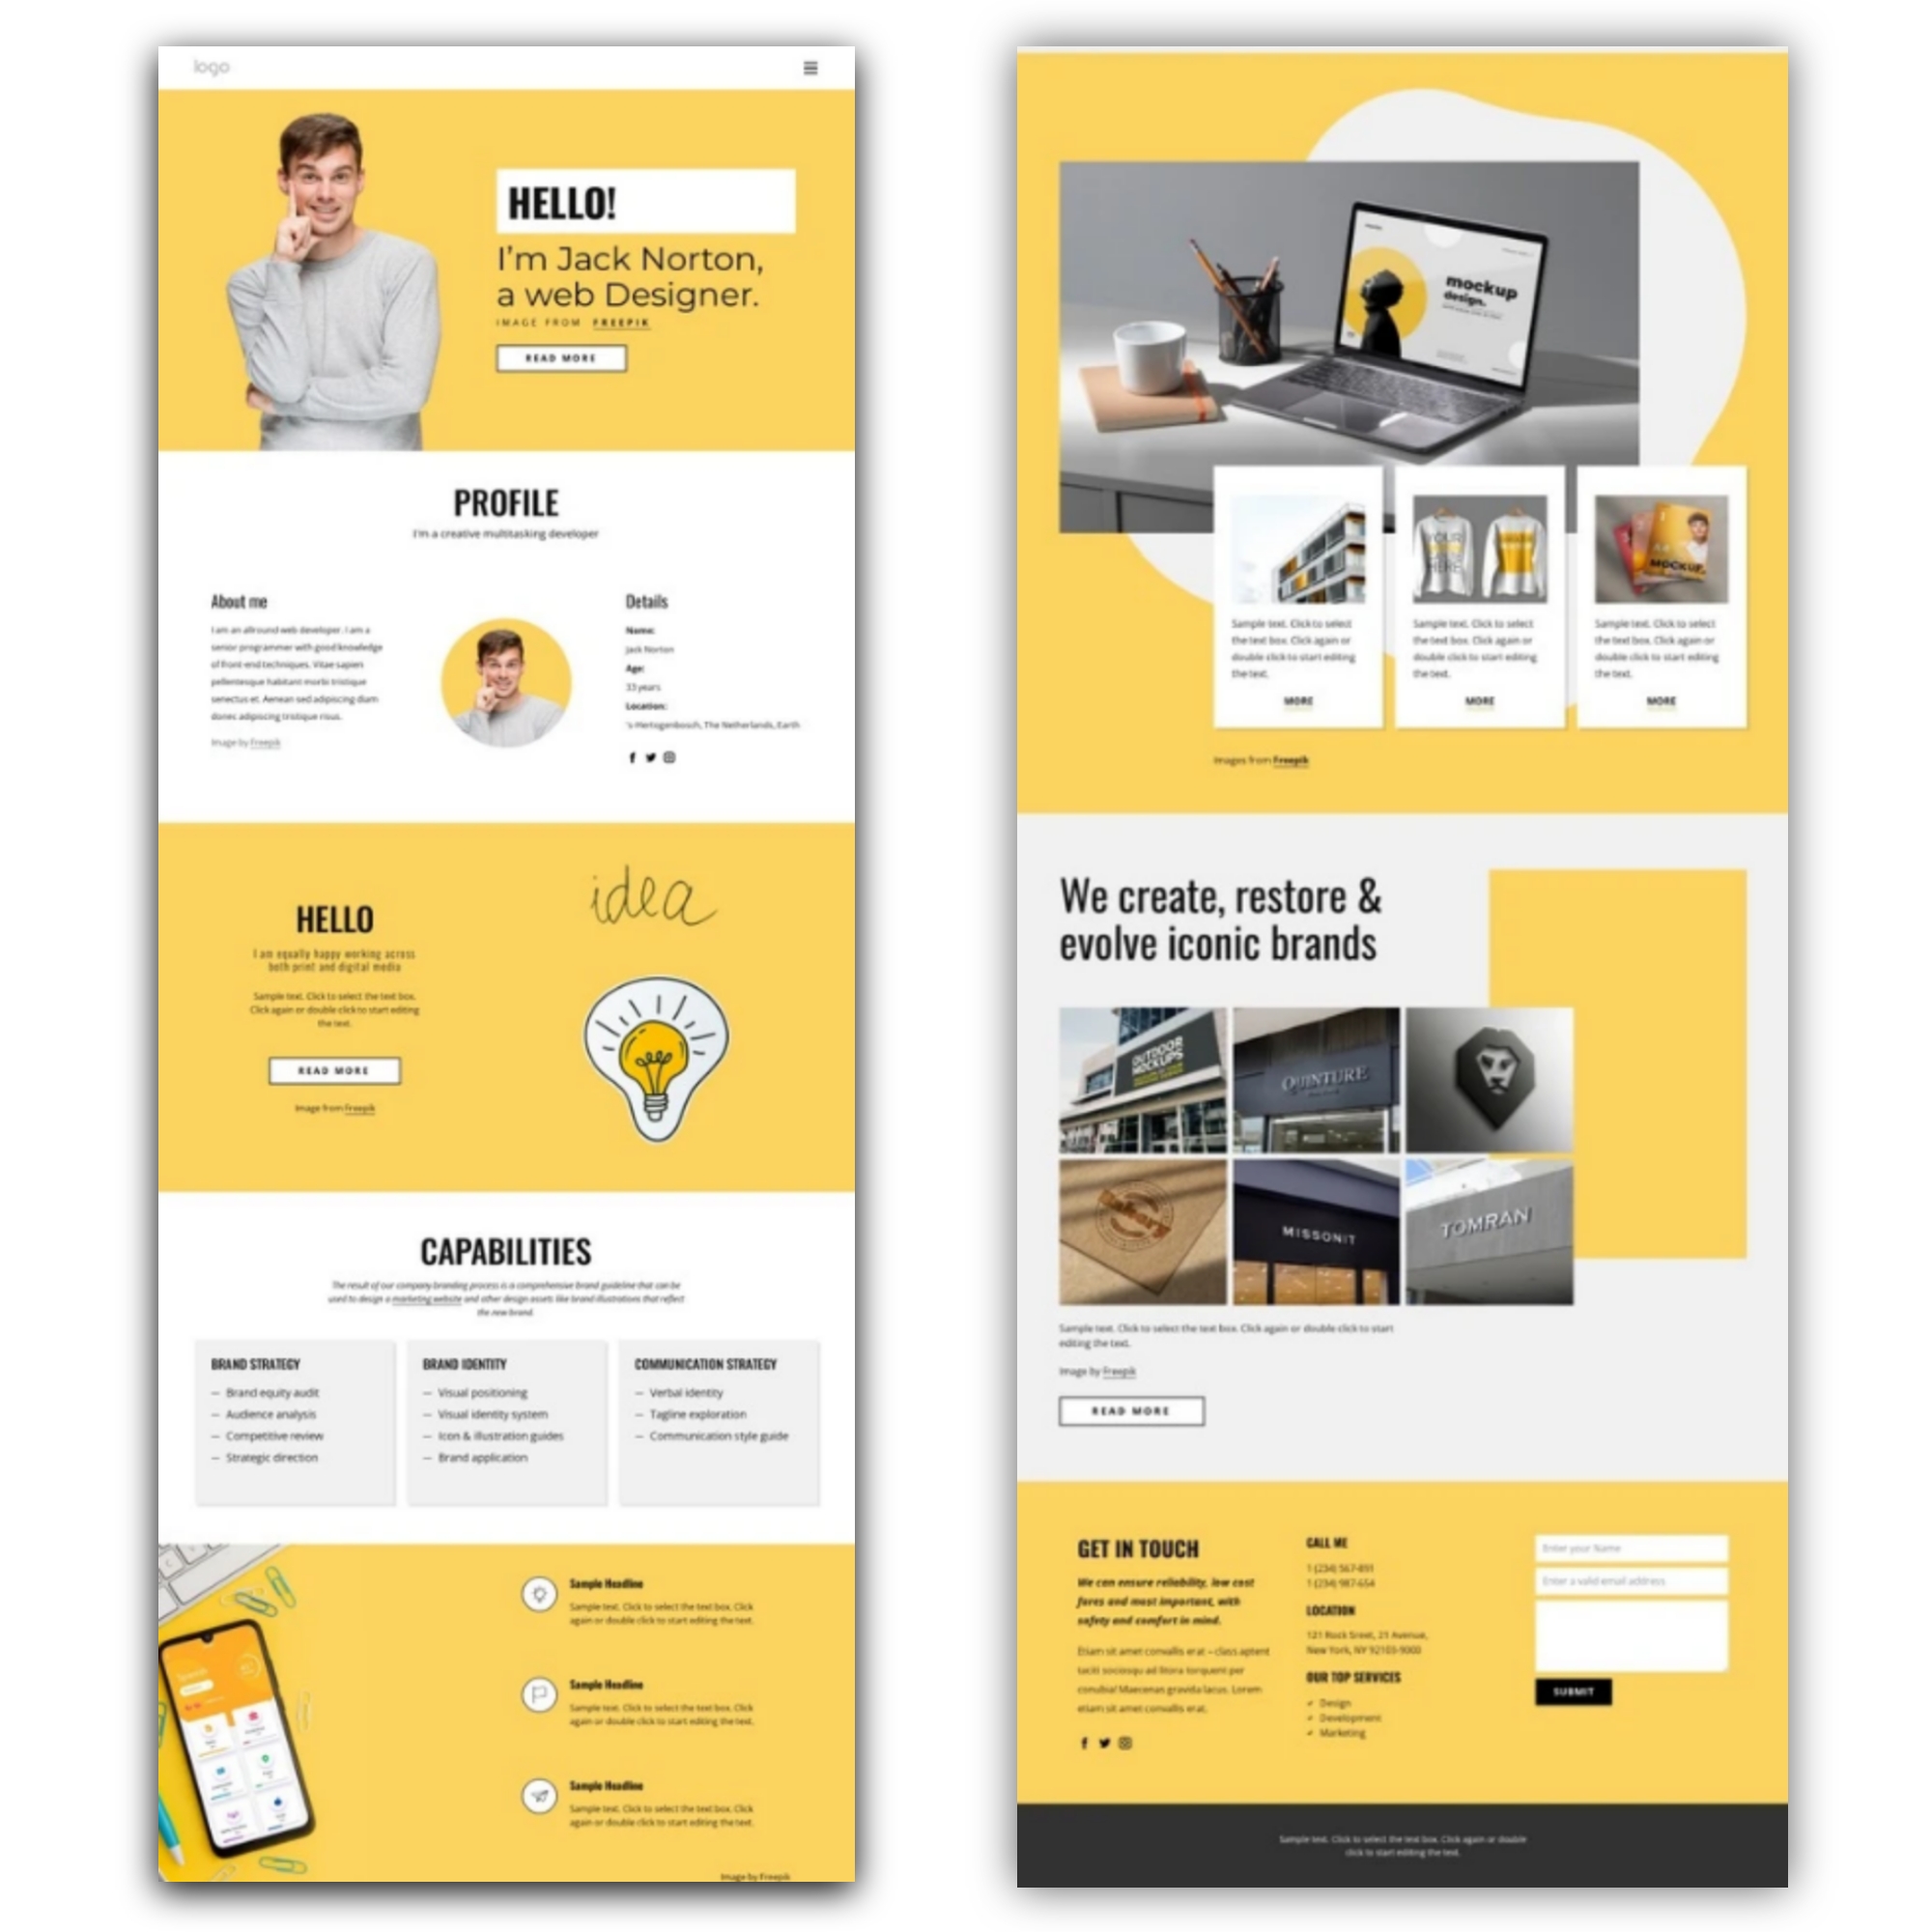 logo
HELLO!
I'm Jack Norton,
a web Designer.
IMAGE FROM FREEPIK
READ MORE
PROFILE
I'm a creative multitasking developer
About me
I am an allround web developer. I am a
senior programmer with good knowledge
of front-end techniques. Vitae sapien
pellentesque habitant morbi tristique
senectus et. Aenean sed adipiscing diam
donec adipiscing tristique risus.
Image by Freepik
Details
Name:
Jack Norton
Age:
33 years
Location:
's-Hertogenbosch, The Netherlands, Earth
HELLO
I am equally happy working across
both print and digital media
Sample text. Click to select the text box.
Click again or double click to start editing
the text.
READ MORE
Image from Freepik
idea
CAPABILITIES
The result of our company branding process is a comprehensive brand guideline that can be
used to design a marketing website and other design assets like brand illustrations that reflect
the new brand.
BRAND STRATEGY
– Brand equity audit
– Audience analysis
– Competitive review
– Strategic direction
BRAND IDENTITY
– Visual positioning
– Visual identity system
– Icon & illustration guides
– Brand application
COMMUNICATION STRATEGY
– Verbal identity
– Tagline exploration
– Communication style guide
Sample Headline
Sample text. Click to select the text box. Click
again or double click to start editing the text.
Sample Headline
Sample text. Click to select the text box. Click
again or double click to start editing the text.
Sample Headline
Sample text. Click to select the text box. Click
again or double click to start editing the text.
Image by Freepik
mockup
design.
YOUR
HERE
MOCKUP
Sample text. Click to select
the text box. Click again or
double click to start editing
the text.
MORE
Sample text. Click to select
the text box. Click again or
double click to start editing
the text.
MORE
Sample text. Click to select
the text box. Click again or
double click to start editing
the text.
MORE
Images from Freepik
We create, restore &
evolve iconic brands
OUTDOOR
MOCKUPS
QUINTURE
Bakery
MISSONIT
TOMRAN
Sample text. Click to select the text box. Click again or double click to start
editing the text.
Image by Freepik
READ MORE
GET IN TOUCH
We can ensure reliability, low cost
fares and most important, with
safety and comfort in mind.
Etiam sit amet convallis erat – class aptent
taciti sociosqu ad litora torquent per
conubia! Maecenas gravida lacus. Lorem
etiam sit amet convallis erat.
CALL ME
1 (234) 567-891
1 (234) 987-654
LOCATION
121 Rock Sreet, 21 Avenue,
New York, NY 92103-9000
OUR TOP SERVICES
✓ Design
✓ Development
✓ Marketing
Enter your Name
Enter a valid email address
SUBMIT
Sample text. Click to select the text box. Click again or double
click to start editing the text.